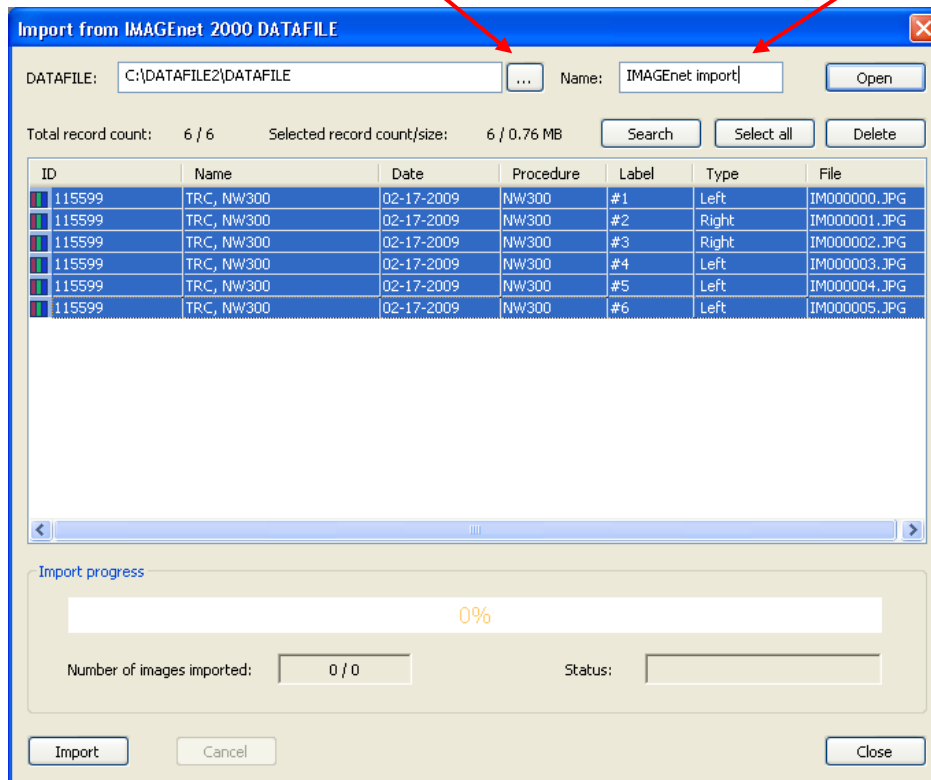 Import from IMAGEnet 2000 DATAFILE
DATAFILE: C:\DATAFILE2\DATAFILE ... Name: IMAGEnet import Open
Total record count: 6 / 6 Selected record count/size: 6 / 0.76 MB Search Select all Delete
ID Name Date Procedure Label Type File
115599 TRC, NW300 02-17-2009 NW300 #1 Left IM000000.JPG
115599 TRC, NW300 02-17-2009 NW300 #2 Right IM000001.JPG
115599 TRC, NW300 02-17-2009 NW300 #3 Right IM000002.JPG
115599 TRC, NW300 02-17-2009 NW300 #4 Left IM000003.JPG
115599 TRC, NW300 02-17-2009 NW300 #5 Left IM000004.JPG
115599 TRC, NW300 02-17-2009 NW300 #6 Left IM000005.JPG
Import progress
0%
Number of images imported: 0 / 0 Status:
Import Cancel Close